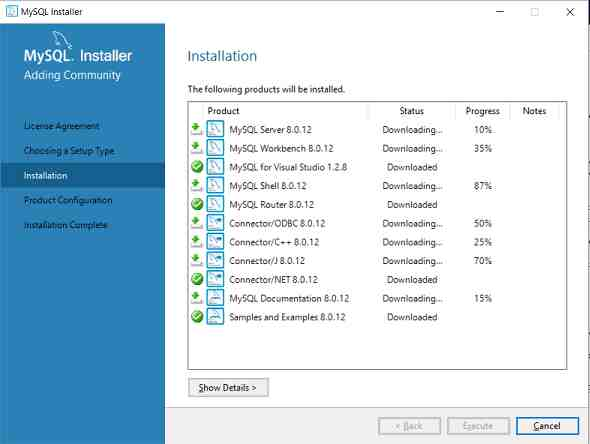 MySQL Installer
MySQL. Installer
Adding Community
License Agreement
Choosing a Setup Type
Installation
Product Configuration
Installation Complete
Installation
The following products will be installed.
Product Status Progress Notes
MySQL Server 8.0.12 Downloading... 10%
MySQL Workbench 8.0.12 Downloading... 35%
MySQL for Visual Studio 1.2.8 Downloaded
MySQL Shell 8.0.12 Downloading... 87%
MySQL Router 8.0.12 Downloaded
Connector/ODBC 8.0.12 Downloading... 50%
Connector/C++ 8.0.12 Downloading... 25%
Connector/J 8.0.12 Downloading... 70%
Connector/NET 8.0.12 Downloaded
MySQL Documentation 8.0.12 Downloading... 15%
Samples and Examples 8.0.12 Downloaded
Show Details >
< Back Execute Cancel